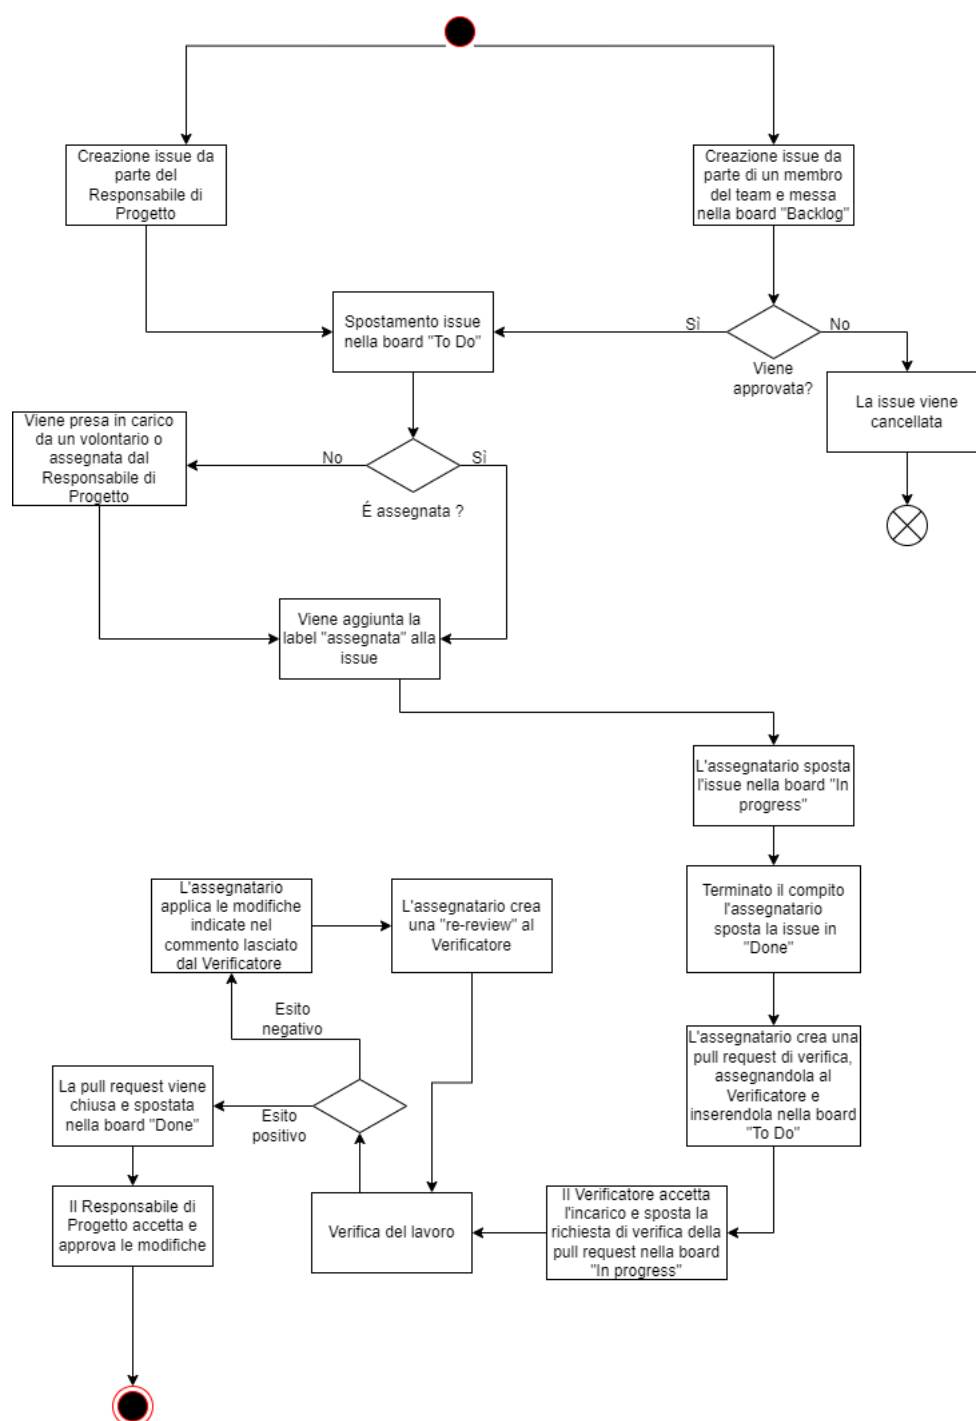 Creazione issue da
parte del
Responsabile di
Progetto
Creazione issue da
parte di un membro
del team e messa
nella board "Backlog"
Spostamento issue
nella board "To Do"
Sì
No
Viene
approvata?
La issue viene
cancellata
Viene presa in carico
da un volontario o
assegnata dal
Responsabile di
Progetto
No
Sì
É assegnata ?
Viene aggiunta la
label "assegnata" alla
issue
L'assegnatario sposta
l'issue nella board "In
progress"
Terminato il compito
l'assegnatario
sposta la issue in
"Done"
L'assegnatario crea una
pull request di verifica,
assegnandola al
Verificatore e
inserendola nella board
"To Do"
Il Verificatore accetta
l'incarico e sposta la
richiesta di verifica della
pull request nella board
"In progress"
Verifica del lavoro
L'assegnatario
applica le modifiche
indicate nel
commento lasciato
dal Verificatore
L'assegnatario crea
una "re-review" al
Verificatore
Esito
negativo
Esito
positivo
La pull request viene
chiusa e spostata
nella board "Done"
Il Responsabile di
Progetto accetta e
approva le modifiche